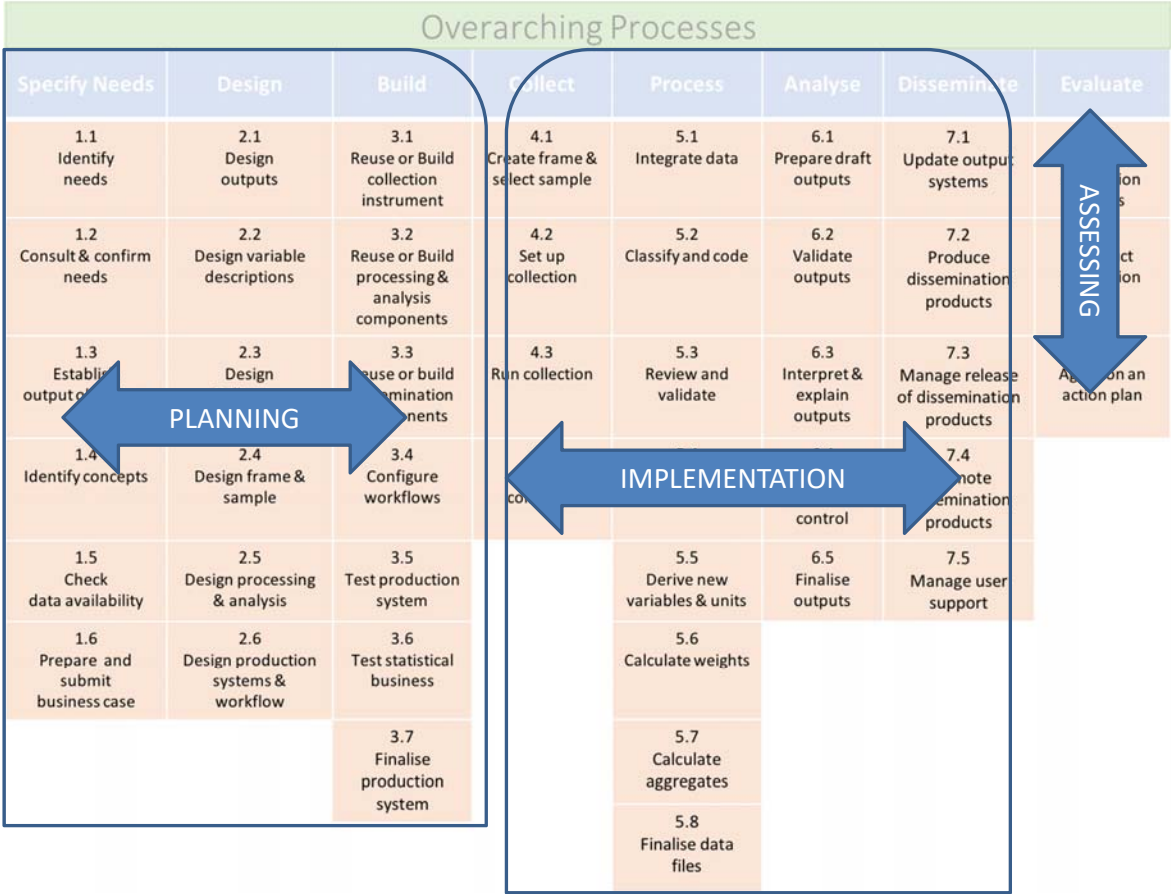 Overarching Processes
Specify Needs
Design
Build
Collect
Process
Analyse
Disseminate
Evaluate
1.1
Identify
needs
2.1
Design
outputs
3.1
Reuse or Build
collection
instrument
4.1
Create frame &
select sample
5.1
Integrate data
6.1
Prepare draft
outputs
7.1
Update output
systems
1.2
Consult & confirm
needs
2.2
Design variable
descriptions
3.2
Reuse or Build
processing &
analysis
components
4.2
Set up
collection
5.2
Classify and code
6.2
Validate
outputs
7.2
Produce
dissemination
products
ASSESSING
1.3
2.3
Design
3.3
or build
4.3
Run collection
5.3
Review and
validate
6.3
Interpret &
explain
outputs
7.3
Manage release
of dissemination
products
on an
action plan
PLANNING
1.4
Identify concepts
2.4
Design frame &
sample
3.4
Configure
workflows
IMPLEMENTATION
control
7.4
products
1.5
Check
data availability
2.5
Design processing
& analysis
3.5
Test production
system
5.5
Derive new
variables & units
6.5
Finalise
outputs
7.5
Manage user
support
1.6
Prepare and
submit
business case
2.6
Design production
systems &
workflow
3.6
Test statistical
business
5.6
Calculate weights
3.7
Finalise
production
system
5.7
Calculate
aggregates
5.8
Finalise data
files